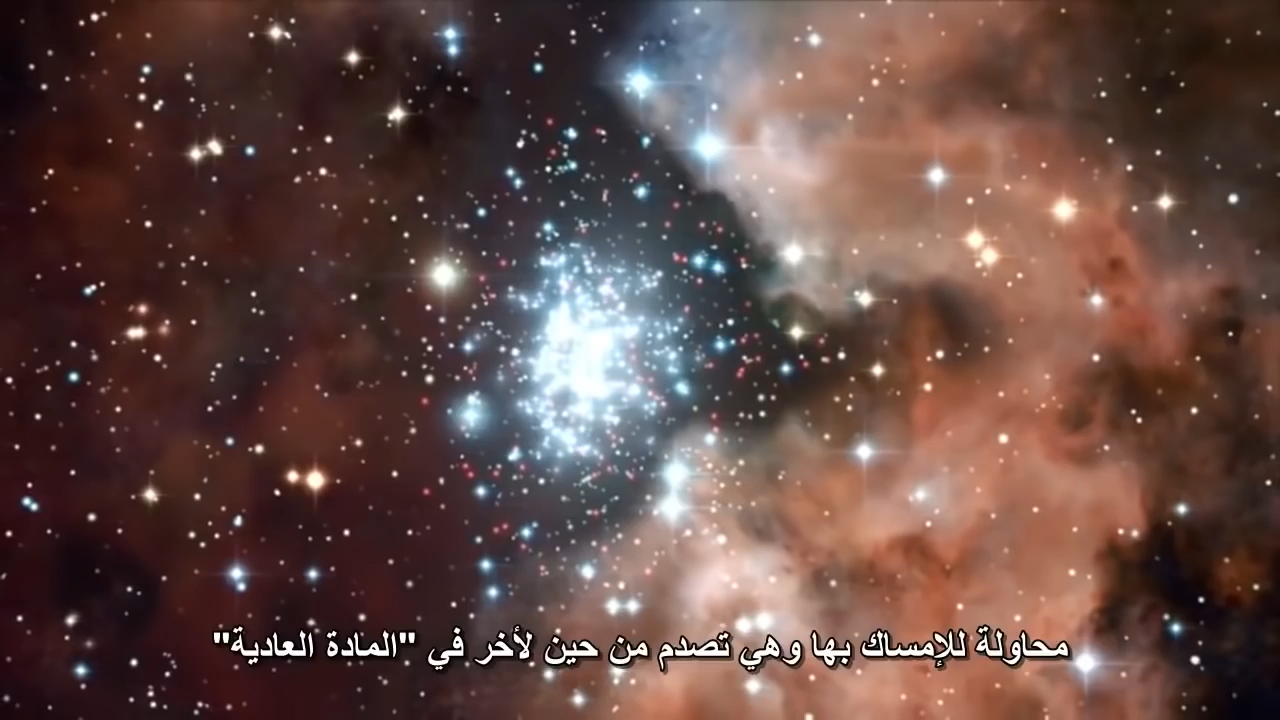 محاولة للإمساك بها وهي تصدم من حين لأخر في "المادة العادية"